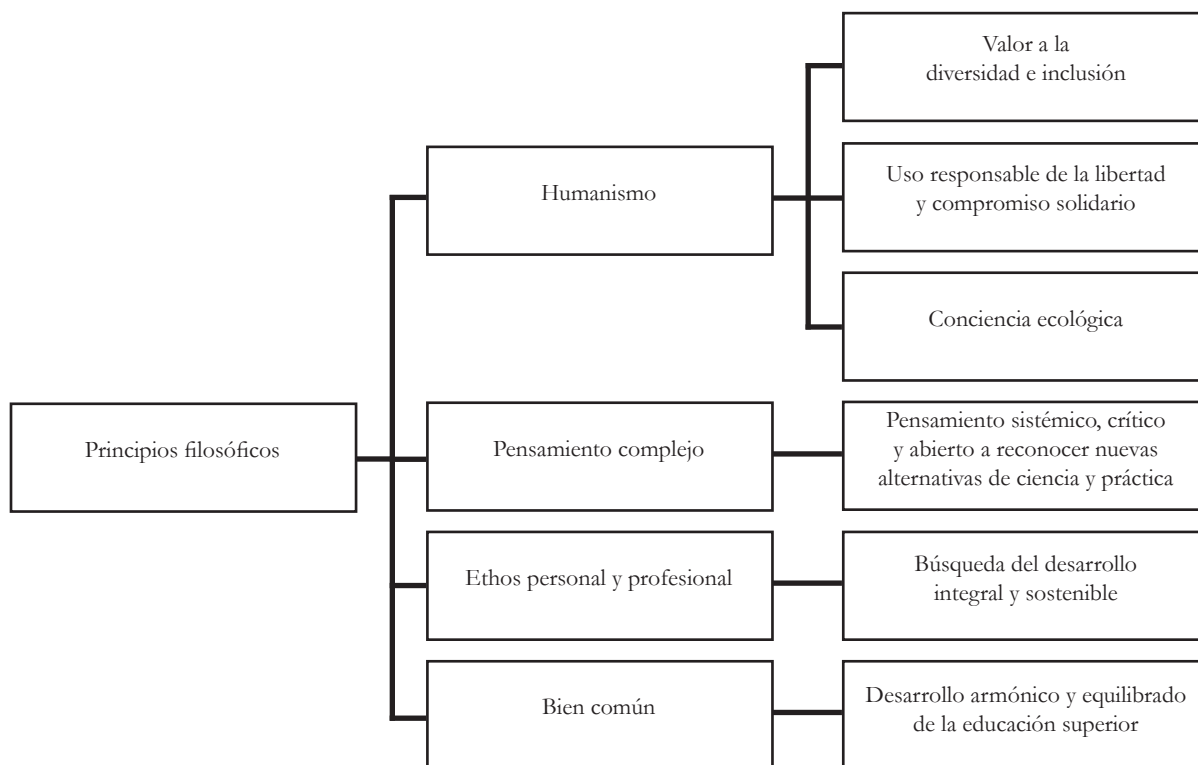 Valor a la
diversidad e inclusión
Humanismo
Uso responsable de la libertad
y compromiso solidario
Conciencia ecológica
Principios filosóficos
Pensamiento complejo
Pensamiento sistémico, crítico
y abierto a reconocer nuevas
alternativas de ciencia y práctica
Ethos personal y profesional
Búsqueda del desarrollo
integral y sostenible
Bien común
Desarrollo armónico y equilibrado
de la educación superior